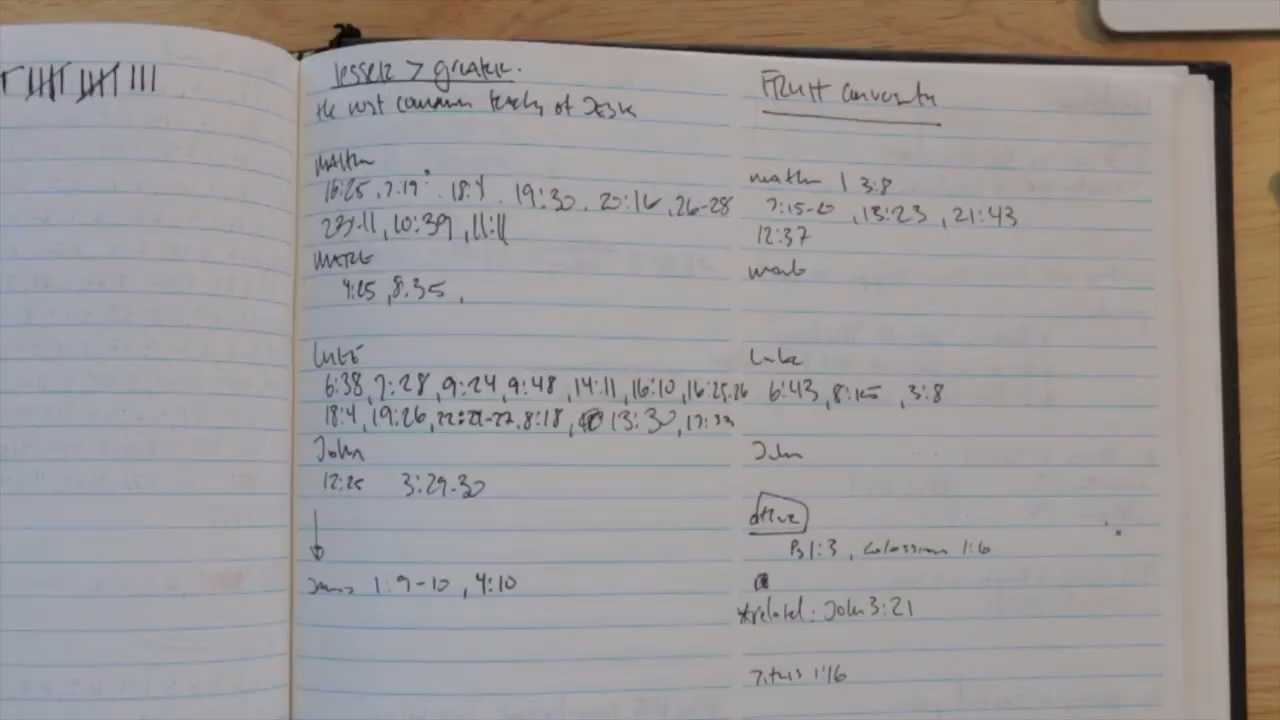 lesser > greater.
the most common teaching of Jesus
Matthew
16:25, 7:19, 18:4, 19:30, 20:16, 26-28
23:11, 10:39, 11:11
Mark
4:25, 8.35,
Luke
6:38, 7:28, 9:24, 9:48, 14:11, 16:10, 16:25-26
18:4, 19:26, 22:27, 8:18, 13:30, 17:33
John
12:25 3:29-30
James 1:9-10, 4:10
Fruit
Matthew | 3:8
7:15-20, 13:23, 21:43
12:37
Mark
Luke
6:43, 8:15, 3:8
John
other
Ps 1:3, Colossians 1:6
*related: John 3:21
Titus 1:16